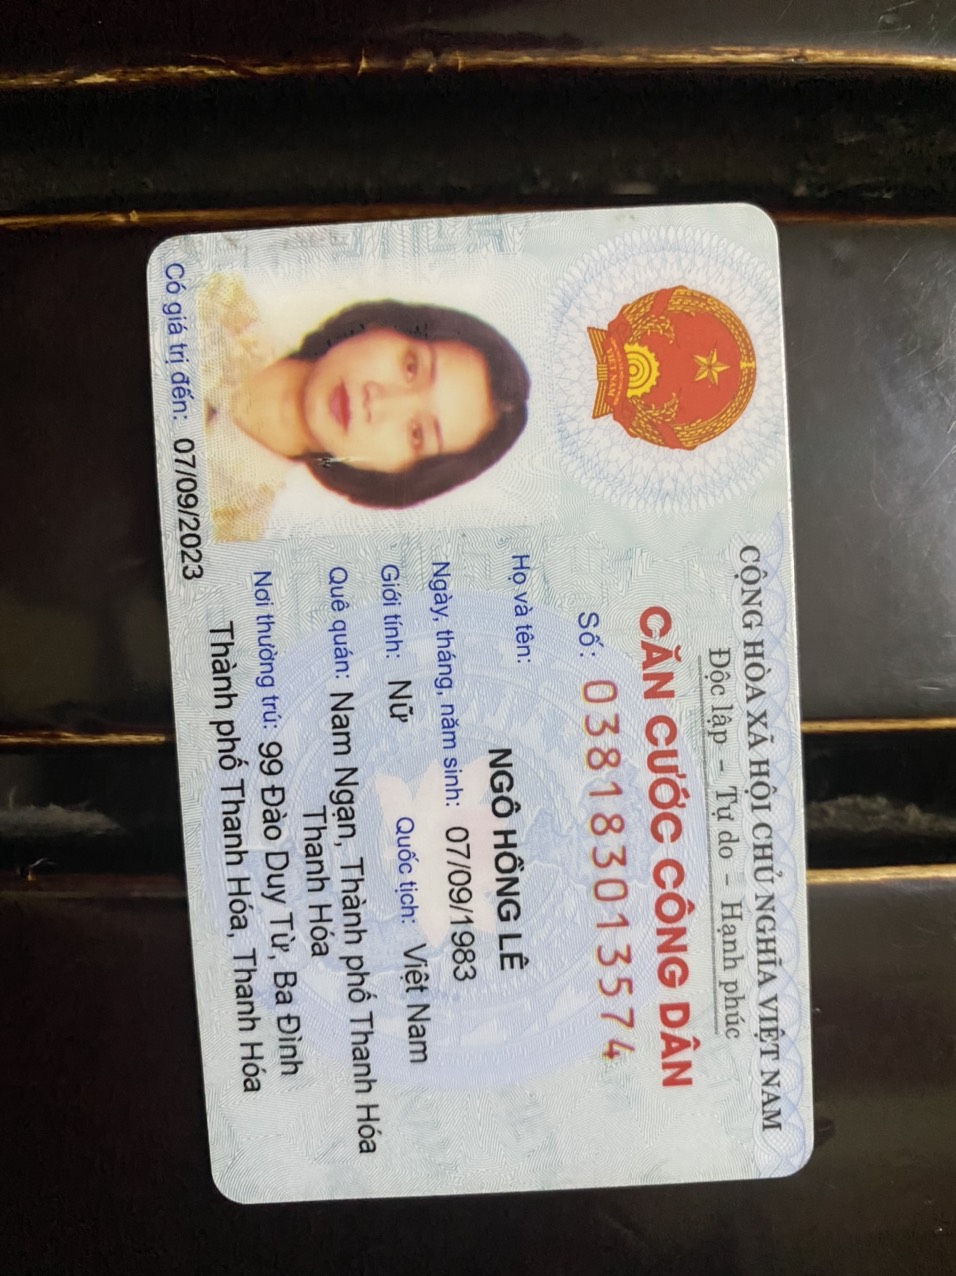 CỘNG HÒA XÃ HỘI CHỦ NGHĨA VIỆT NAM
Độc lập - Tự do - Hạnh phúc
CĂN CƯỚC CÔNG DÂN
Số: 038183013574
Họ và tên:
NGÔ HỒNG LÊ
Ngày, tháng, năm sinh: 07/09/1983
Giới tính: Nữ Quốc tịch: Việt Nam
Quê quán: Nam Ngạn, Thành phố Thanh Hóa
Thanh Hóa
Nơi thường trú: 99 Đào Duy Từ, Ba Đình
Thành phố Thanh Hóa, Thanh Hóa
Có giá trị đến: 07/09/2023
VIỆT NAM